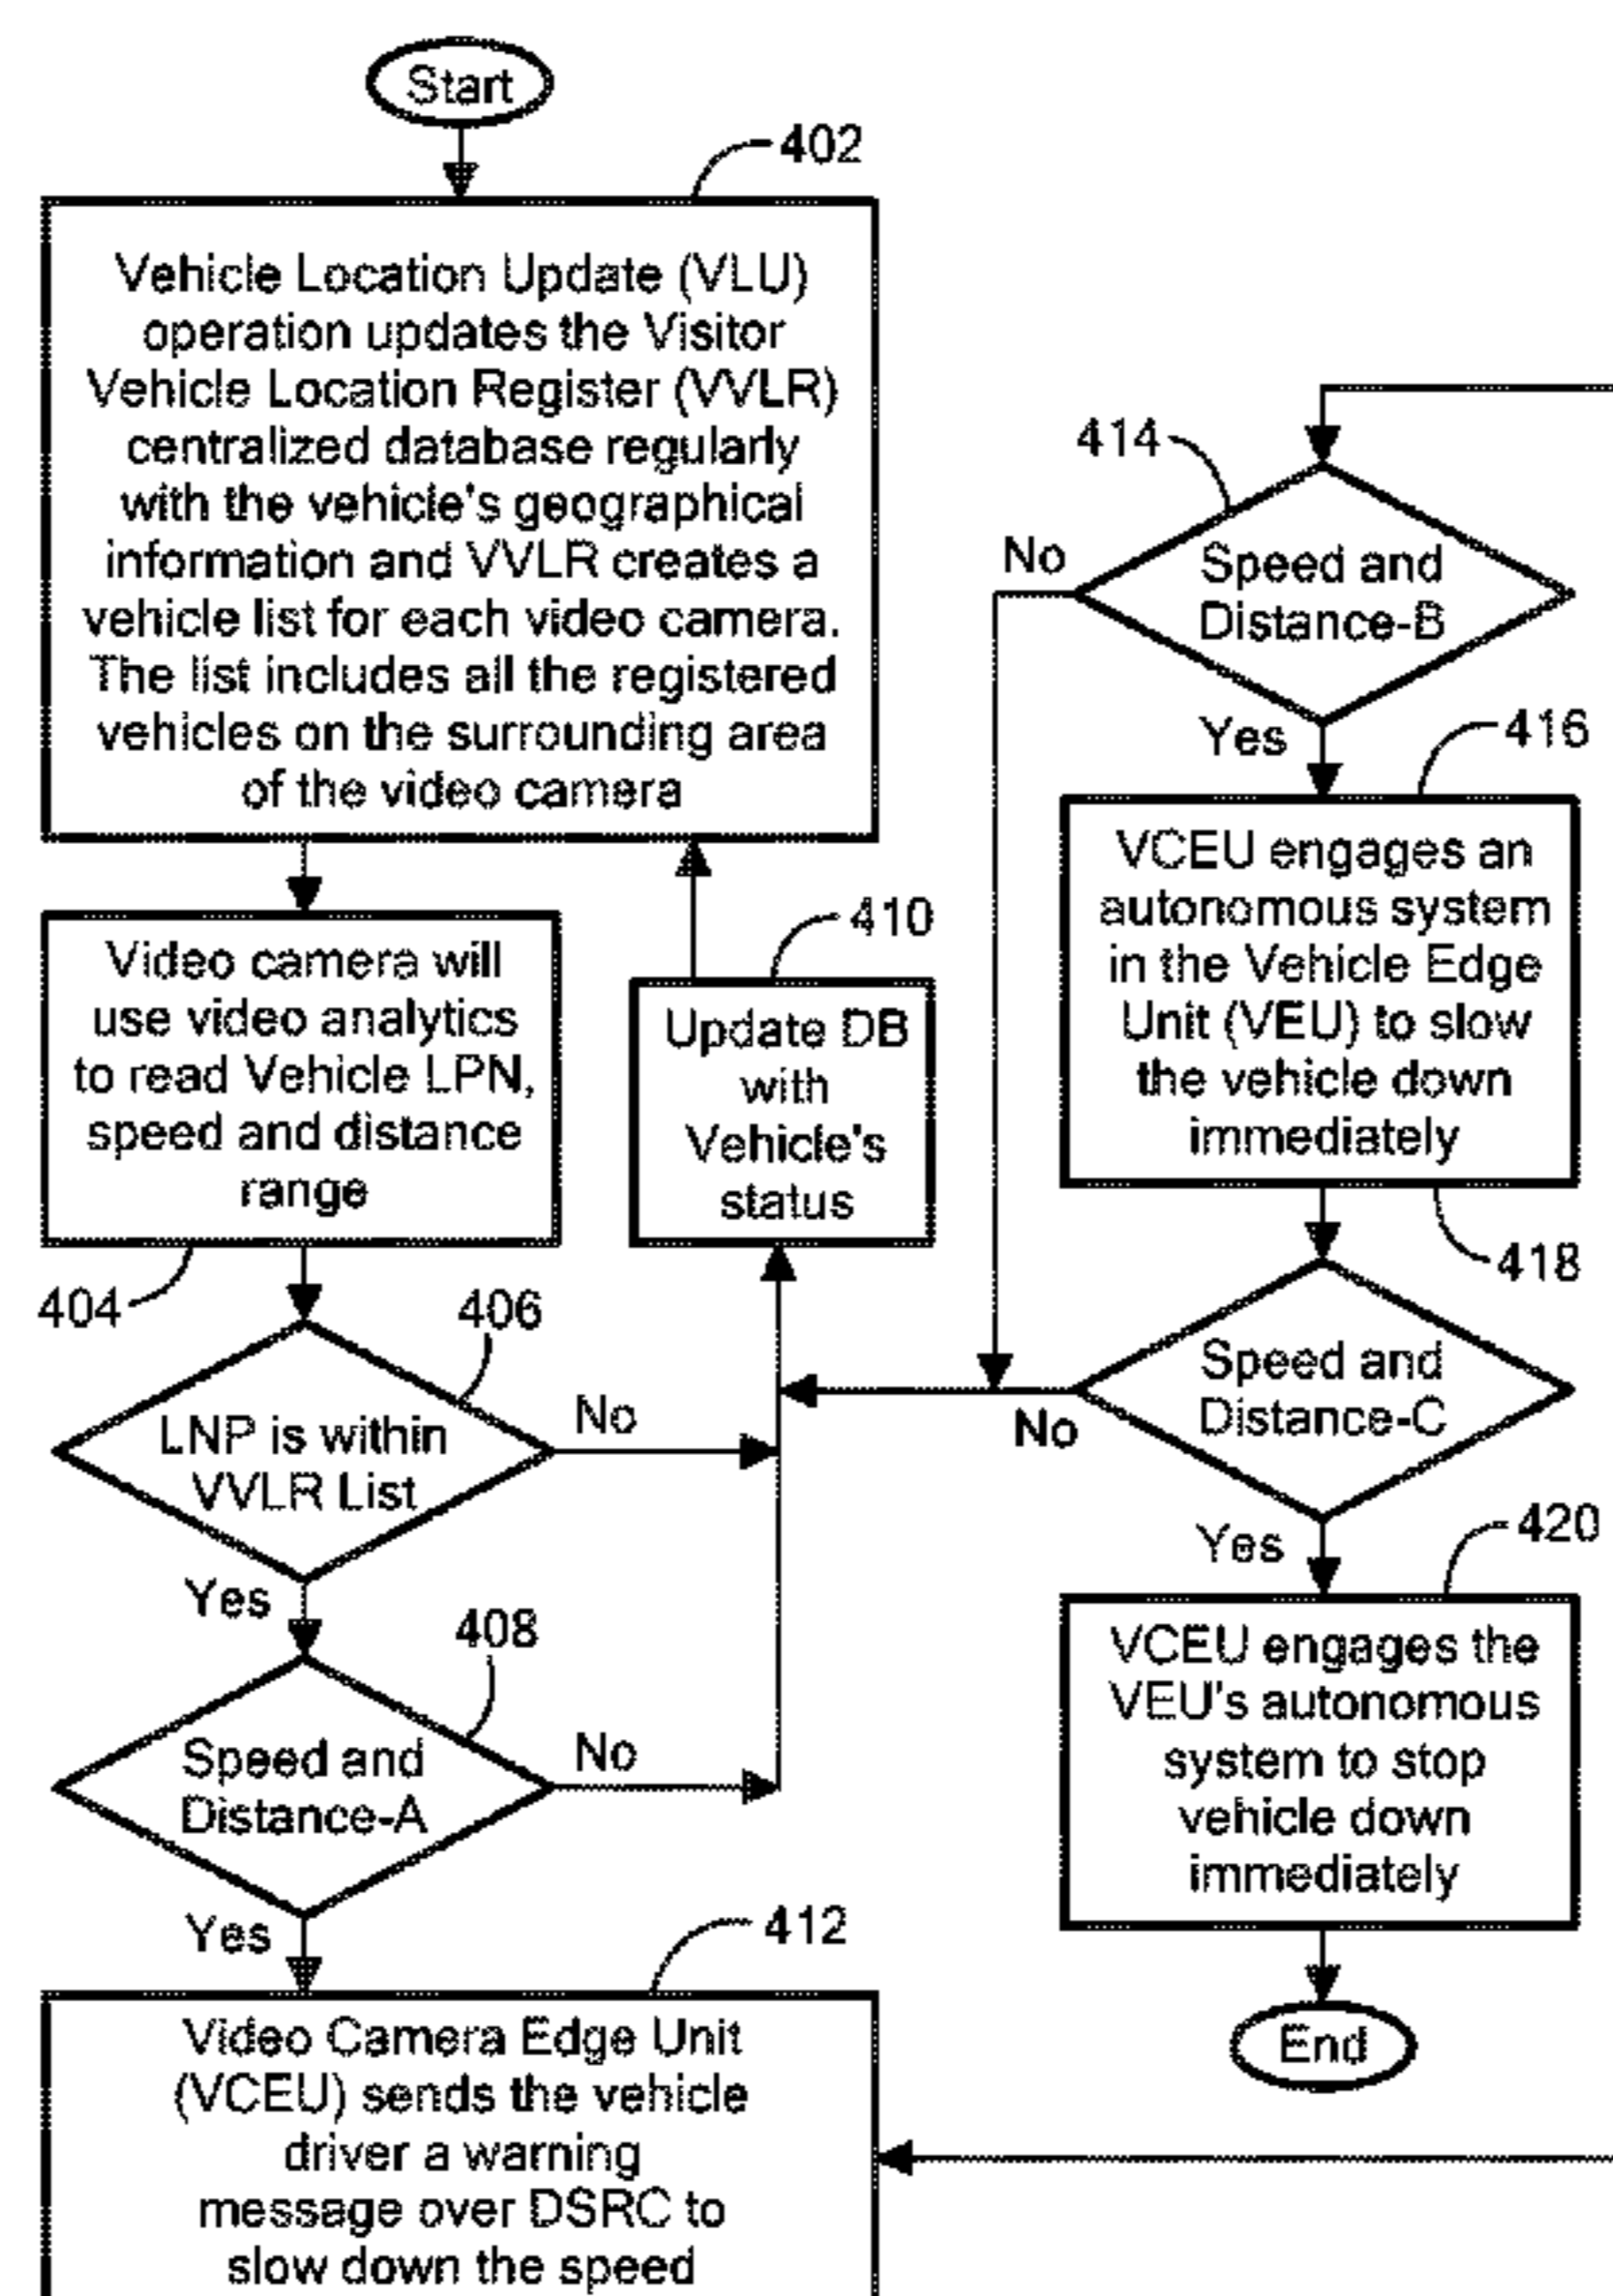 Start
402
Vehicle Location Update (VLU)
operation updates the Visitor
Vehicle Location Register (VVLR)
centralized database regularly
with the vehicle's geographical
information and VVLR creates a
vehicle list for each video camera.
The list includes all the registered
vehicles on the surrounding area
of the video camera
Video camera will
use video analytics
to read Vehicle LPN,
speed and distance
range
404
410
Update DB
with
Vehicle's
status
406
LNP is within
VVLR List
No
Yes
408
Speed and
Distance-A
No
Yes
412
Video Camera Edge Unit
(VCEU) sends the vehicle
driver a warning
message over DSRC to
slow down the speed
414
Speed and
Distance-B
No
Yes
416
VCEU engages an
autonomous system
in the Vehicle Edge
Unit (VEU) to slow
the vehicle down
immediately
418
Speed and
Distance-C
No
Yes
420
VCEU engages the
VEU's autonomous
system to stop
vehicle down
immediately
End